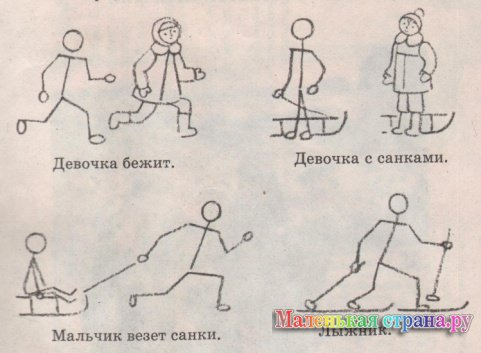 Девочка бежит.
Девочка с санками.
Мальчик везет санки.
Лыжник.
Маленькая страна.ру